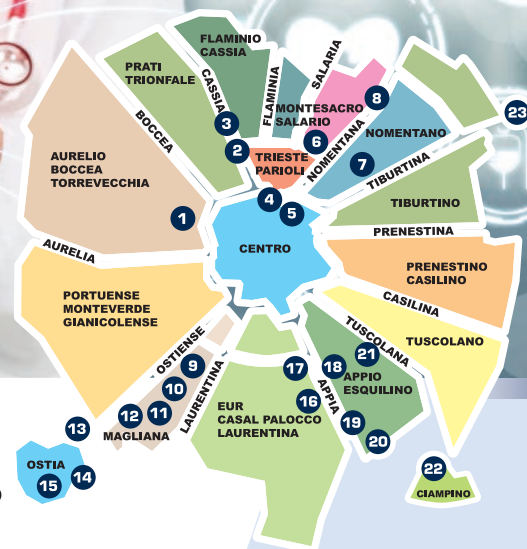 FLAMINIO
CASSIA
PRATI
TRIONFALE
CASSIA
FLAMINIA
SALARIA
BOCCEA
3
2
MONTESACRO
SALARIO
6
8
NOMENTANA
NOMENTANO
7
23
TRIESTE
PARIOLI
TIBURTINA
AURELIO
BOCCEA
TORREVECCHIA
1
4
5
TIBURTINO
CENTRO
PRENESTINA
AURELIA
PRENESTINO
CASILINO
CASILINA
PORTUENSE
MONTEVERDE
GIANICOLENSE
TUSCOLANA
TUSCOLANO
OSTIENSE
9
10
11
12
MAGLIANA
LAURENTINA
17
16
APPIA
18
21
APPIO
ESQUILINO
19
20
EUR
CASAL PALOCCO
LAURENTINA
13
OSTIA
15
14
22
CIAMPINO